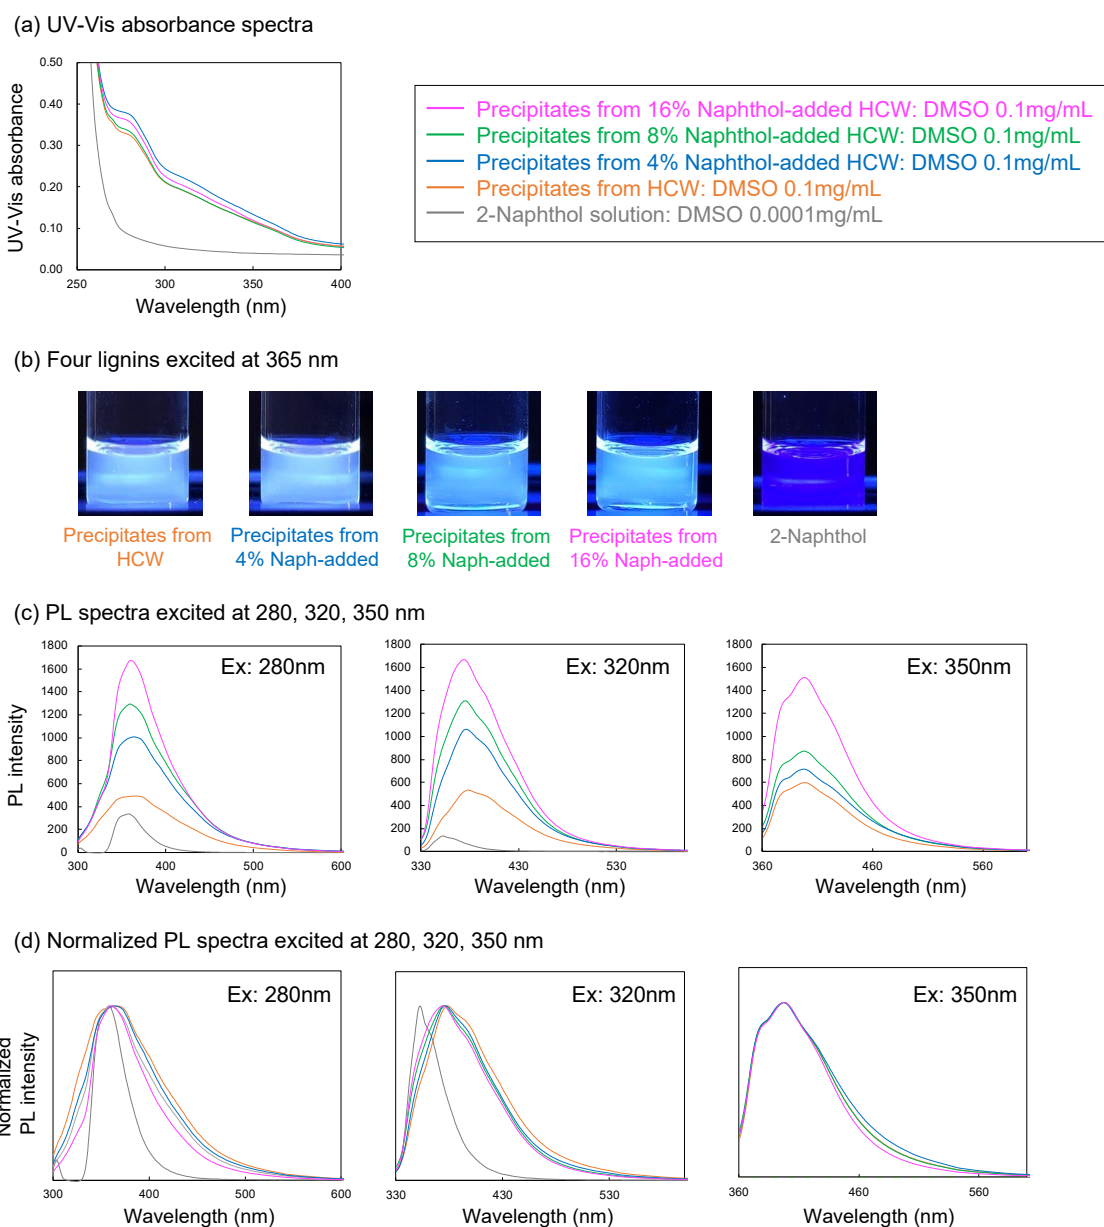 (a) UV-Vis absorbance spectra
UV-Vis absorbance
0.50
0.40
0.30
0.20
0.10
0.00
250 300 350 400
Wavelength (nm)
Precipitates from 16% Naphthol-added HCW: DMSO 0.1mg/mL
Precipitates from 8% Naphthol-added HCW: DMSO 0.1mg/mL
Precipitates from 4% Naphthol-added HCW: DMSO 0.1mg/mL
Precipitates from HCW: DMSO 0.1mg/mL
2-Naphthol solution: DMSO 0.0001mg/mL
(b) Four lignins excited at 365 nm
Precipitates from
HCW
Precipitates from
4% Naph-added
Precipitates from
8% Naph-added
Precipitates from
16% Naph-added
2-Naphthol
(c) PL spectra excited at 280, 320, 350 nm
PL intensity
1800
1600
1400
1200
1000
800
600
400
200
0
300 400 500 600
Wavelength (nm)
Ex: 280nm
1800
1600
1400
1200
1000
800
600
400
200
0
330 430 530
Wavelength (nm)
Ex: 320nm
1800
1600
1400
1200
1000
800
600
400
200
0
360 460 560
Wavelength (nm)
Ex: 350nm
(d) Normalized PL spectra excited at 280, 320, 350 nm
Normalized
PL intensity
Ex: 280nm
300 400 500 600
Wavelength (nm)
Ex: 320nm
330 430 530
Wavelength (nm)
Ex: 350nm
360 460 560
Wavelength (nm)